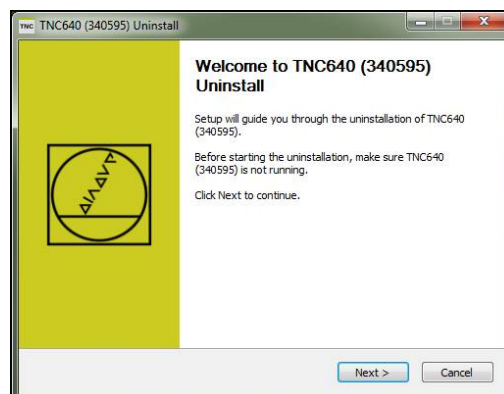 TNC TNC640 (340595) Uninstall
Welcome to TNC640 (340595)
Uninstall
Setup will guide you through the uninstallation of TNC640
(340595).
Before starting the uninstallation, make sure TNC640
(340595) is not running.
Click Next to continue.
Next > Cancel